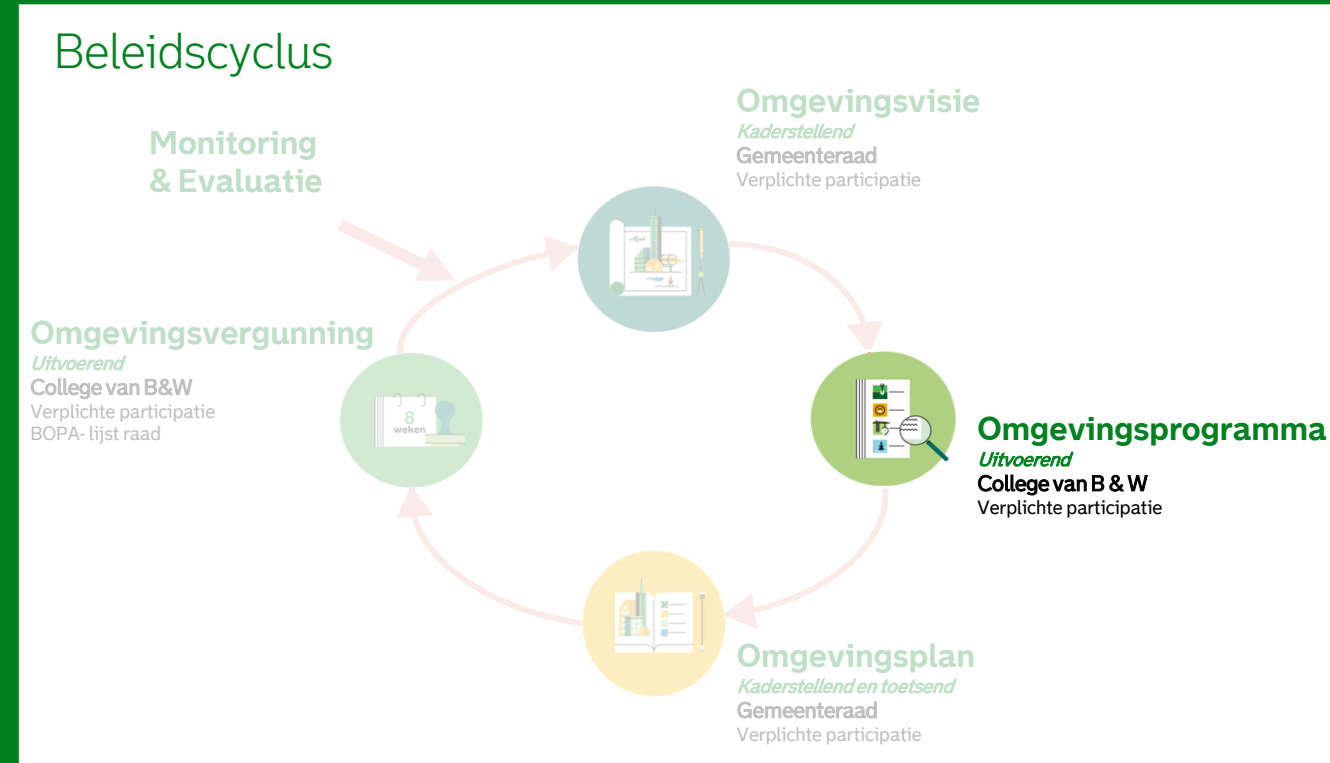 Beleidscyclus
Omgevingsvisie
Kaderstellend
Gemeenteraad
Verplichte participatie
Monitoring
& Evaluatie
Omgevingsvergunning
Uitvoerend
College van B&W
Verplichte participatie
BOPA- lijst raad
8
weken
Omgevingsprogramma
Uitvoerend
College van B & W
Verplichte participatie
Omgevingsplan
Kaderstellend en toetsend
Gemeenteraad
Verplichte participatie